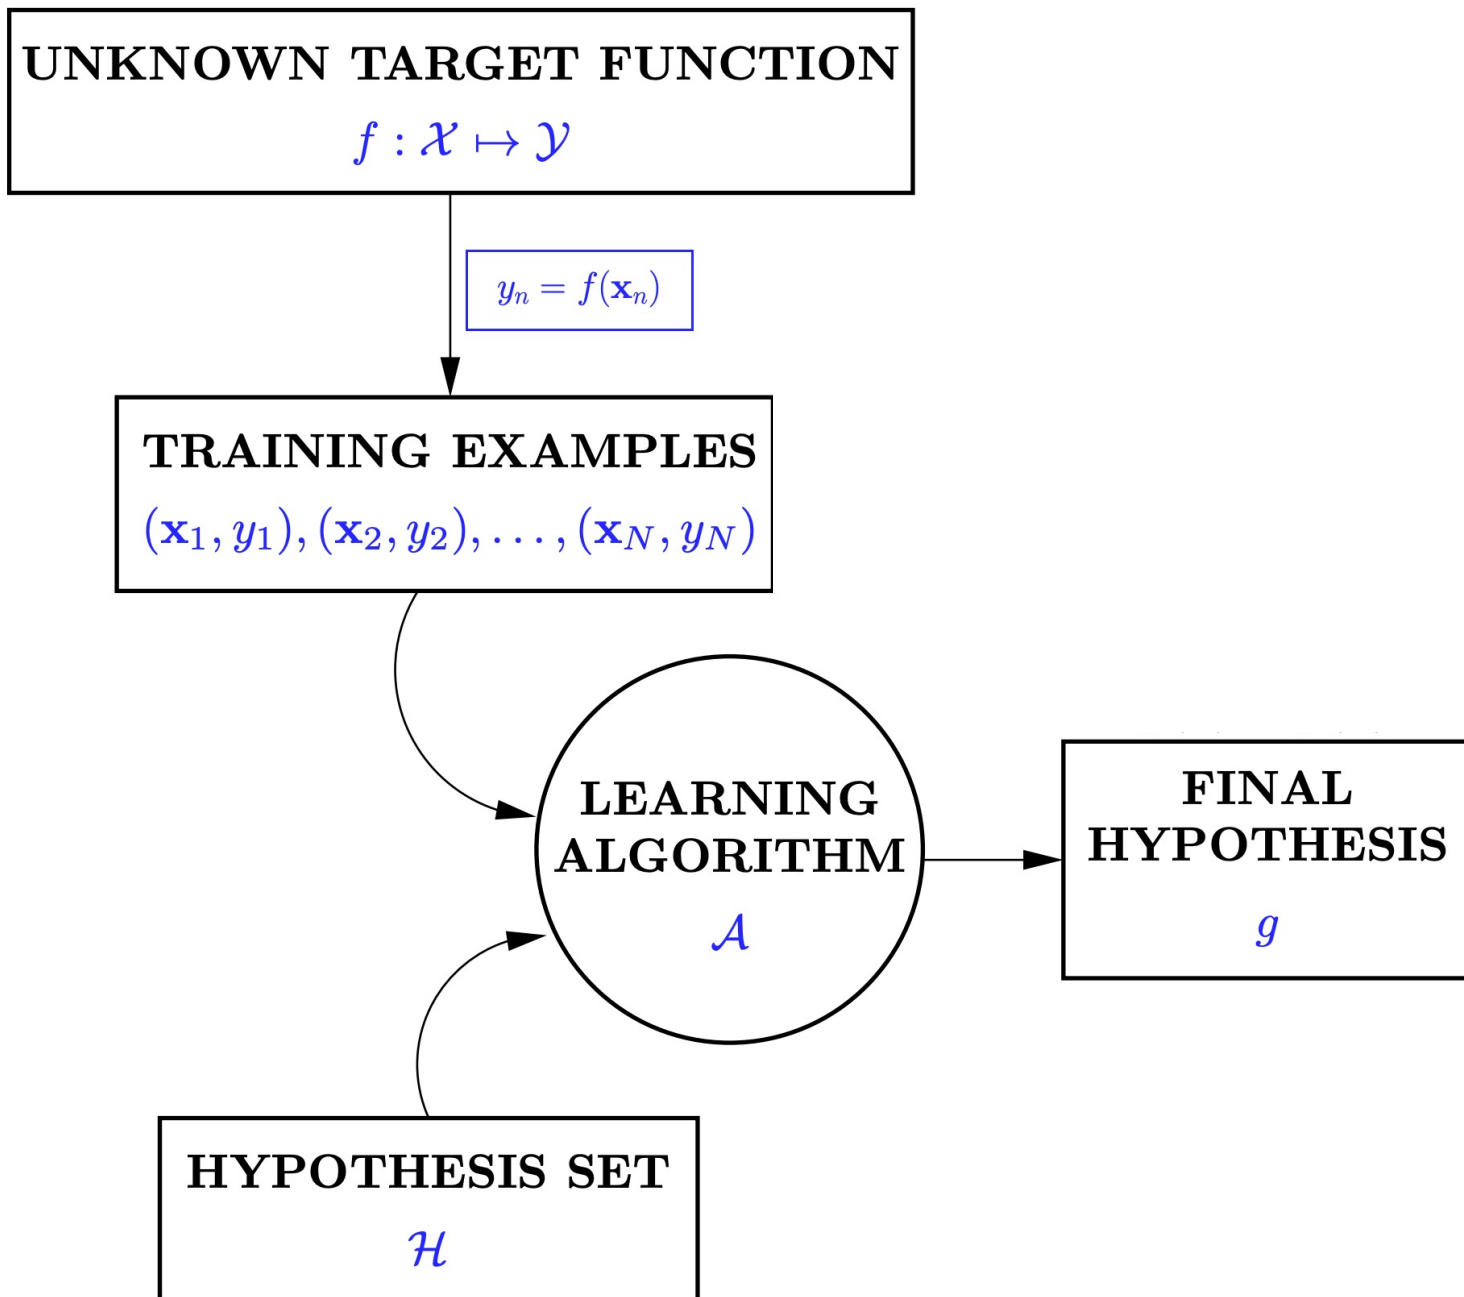 UNKNOWN TARGET FUNCTION
f : 𝒳 ↦ 𝒴
yₙ = f(𝐱ₙ)
TRAINING EXAMPLES
(𝐱₁, y₁), (𝐱₂, y₂), . . . , (𝐱_N, y_N)
LEARNING
ALGORITHM
𝒜
FINAL
HYPOTHESIS
g
HYPOTHESIS SET
ℋ